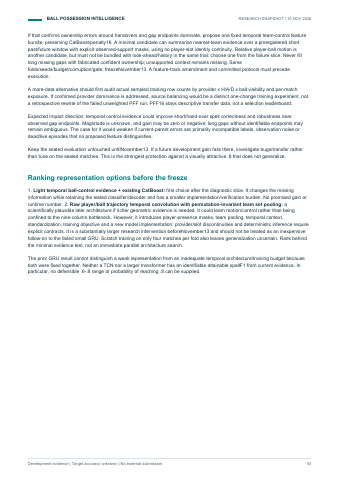 BALL POSSESSION INTELLIGENCE
RESEARCH SNAPSHOT / 10 NOV 2026
If that confirms ownership errors around handovers and gap endpoints dominate, propose one fixed temporal team-context feature
bundle, preserving CatBoost/penalty16. A minimal candidate can summarize nearest-team evidence over a preregistered short
past/future window with explicit observed-support masks, using no player-slot identity continuity. Relative player-ball motion is
another candidate, but must not be bundled with look-ahead/history in the same trial; choose one from the failure slice. Never fill
long missing gaps with fabricated ownership evidence; unsupported context remains missing. Same
folds/seeds/budget/corruption/gate; freeze/November13. A feature-track amendment and committed protocol must precede
execution.
A more-data alternative should first audit actual sampled training row counts by provider x H/A/D x ball visibility and per-match
exposure. If confirmed provider dominance is addressed, source balancing would be a distinct one-change training experiment, not
a retrospective rewrite of the failed unweighted PFF run. PFF16 stays descriptive transfer data, not a selection leaderboard.
Expected impact direction: temporal control evidence could improve short/handover-spell correctness and robustness near
observed gap endpoints. Magnitude is unknown, and gain may be zero or negative; long gaps without identifiable endpoints may
remain ambiguous. The case for it would weaken if current-parent errors are primarily incompatible labels, observation noise or
dead/live episodes that no proposed feature distinguishes.
Keep the sealed evaluation untouched until November13. If a future development gain fails there, investigate bugs/transfer rather
than tune on the sealed matches. This is the strongest protection against a visually attractive .8 that does not generalize.
Ranking representation options before the freeze
1. Light temporal ball-control evidence + existing CatBoost: first choice after the diagnostic slice. It changes the missing
information while retaining the tested classifier/decoder and has a smaller implementation/verification burden. No promised gain or
runtime number. 2. Raw player/ball trajectory temporal convolution with permutation-invariant team set pooling: a
scientifically plausible later architecture if richer geometric evidence is needed. It could learn motion/control rather than being
confined to the nine-column bottleneck. However, it introduces player-presence masks, team pooling, temporal context,
standardization, training objective and a new model implementation; provider/slot discontinuities and deterministic inference require
explicit contracts. It is a substantially larger research intervention before November13 and should not be treated as an inexpensive
follow-on to the failed small GRU. Scratch training on only four matches per fold also leaves generalization uncertain. Rank behind
the minimal evidence test, not an immediate parallel architecture search.
The prior GRU result cannot distinguish a weak representation from an inadequate temporal architecture/training budget because
both were fixed together. Neither a TCN nor a larger transformer has an identifiable attainable spellF1 from current evidence. In
particular, no defensible .6-.8 range or probability of reaching .8 can be supplied.
Development evidence | Target accuracy unknown | No external submission